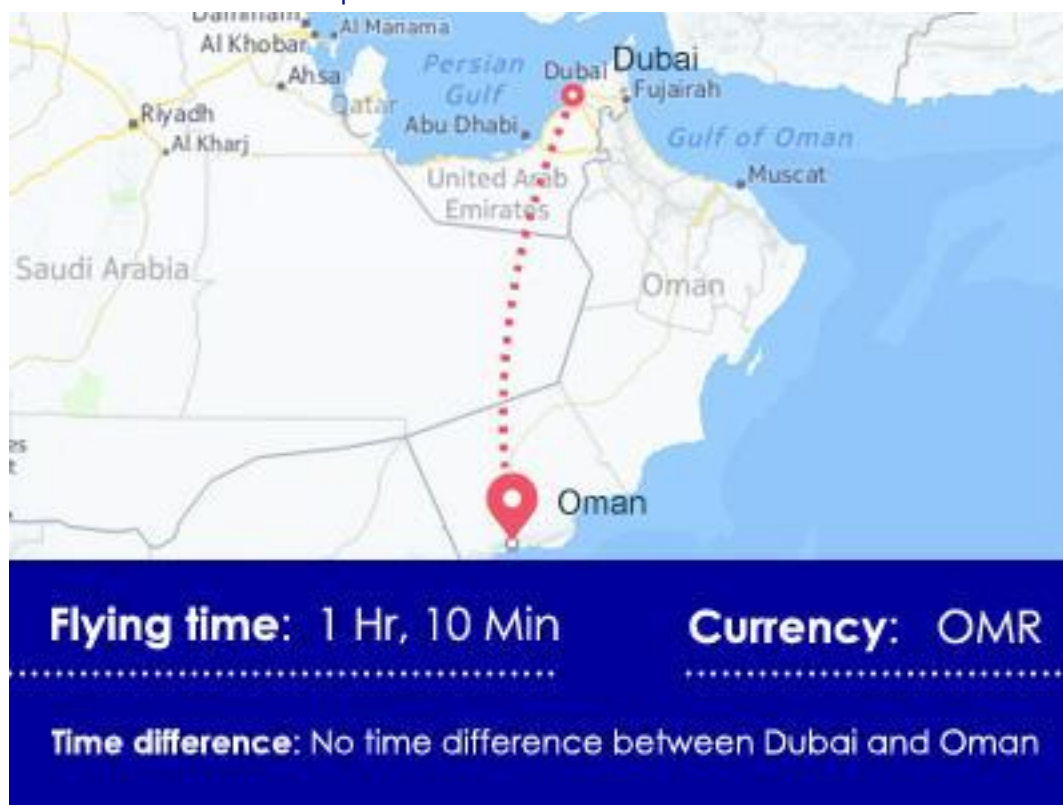 Dammam
Al Manama
Al Khobar
Persian
Gulf
Dubai
Dubai
Ahsa
Fujairah
Qatar
Riyadh
Abu Dhabi
Gulf of Oman
Al Kharj
United Arab
Emirates
Muscat
Saudi Arabia
Oman
Oman
Flying time: 1 Hr, 10 Min
Currency: OMR
Time difference: No time difference between Dubai and Oman